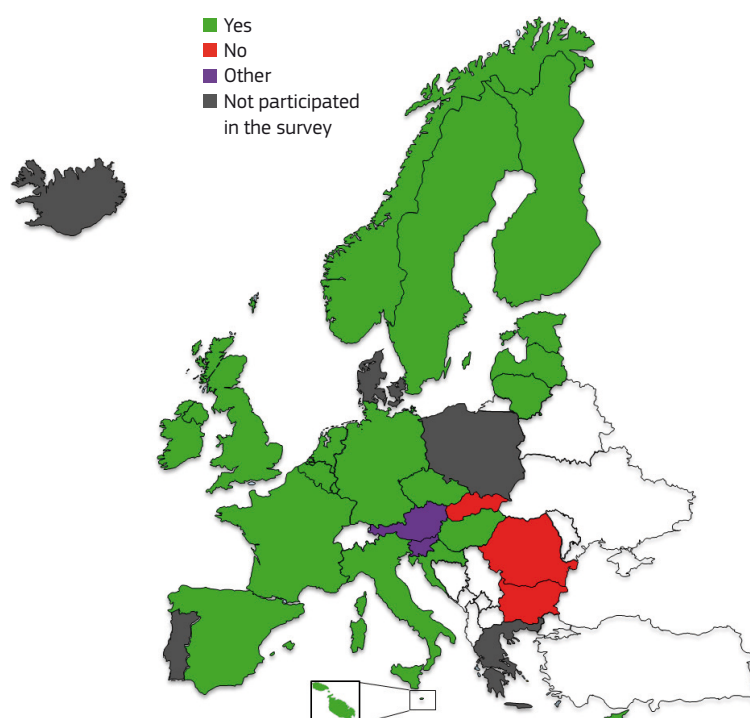 Yes
No
Other
Not participated
in the survey